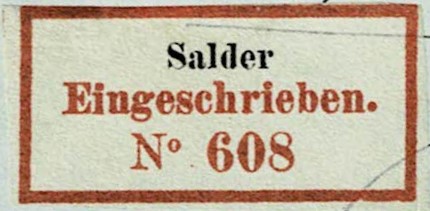 Salder
Eingeschrieben.
Nº 608